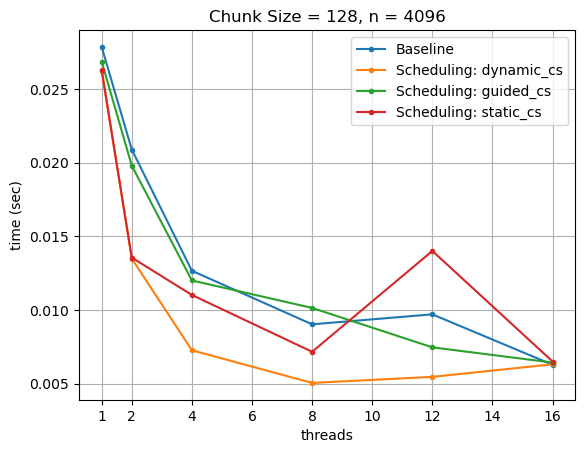 Chunk Size = 128, n = 4096
Baseline
Scheduling: dynamic_cs
Scheduling: guided_cs
Scheduling: static_cs
time (sec)
0.025
0.020
0.015
0.010
0.005
1 2 4 6 8 10 12 14 16
threads